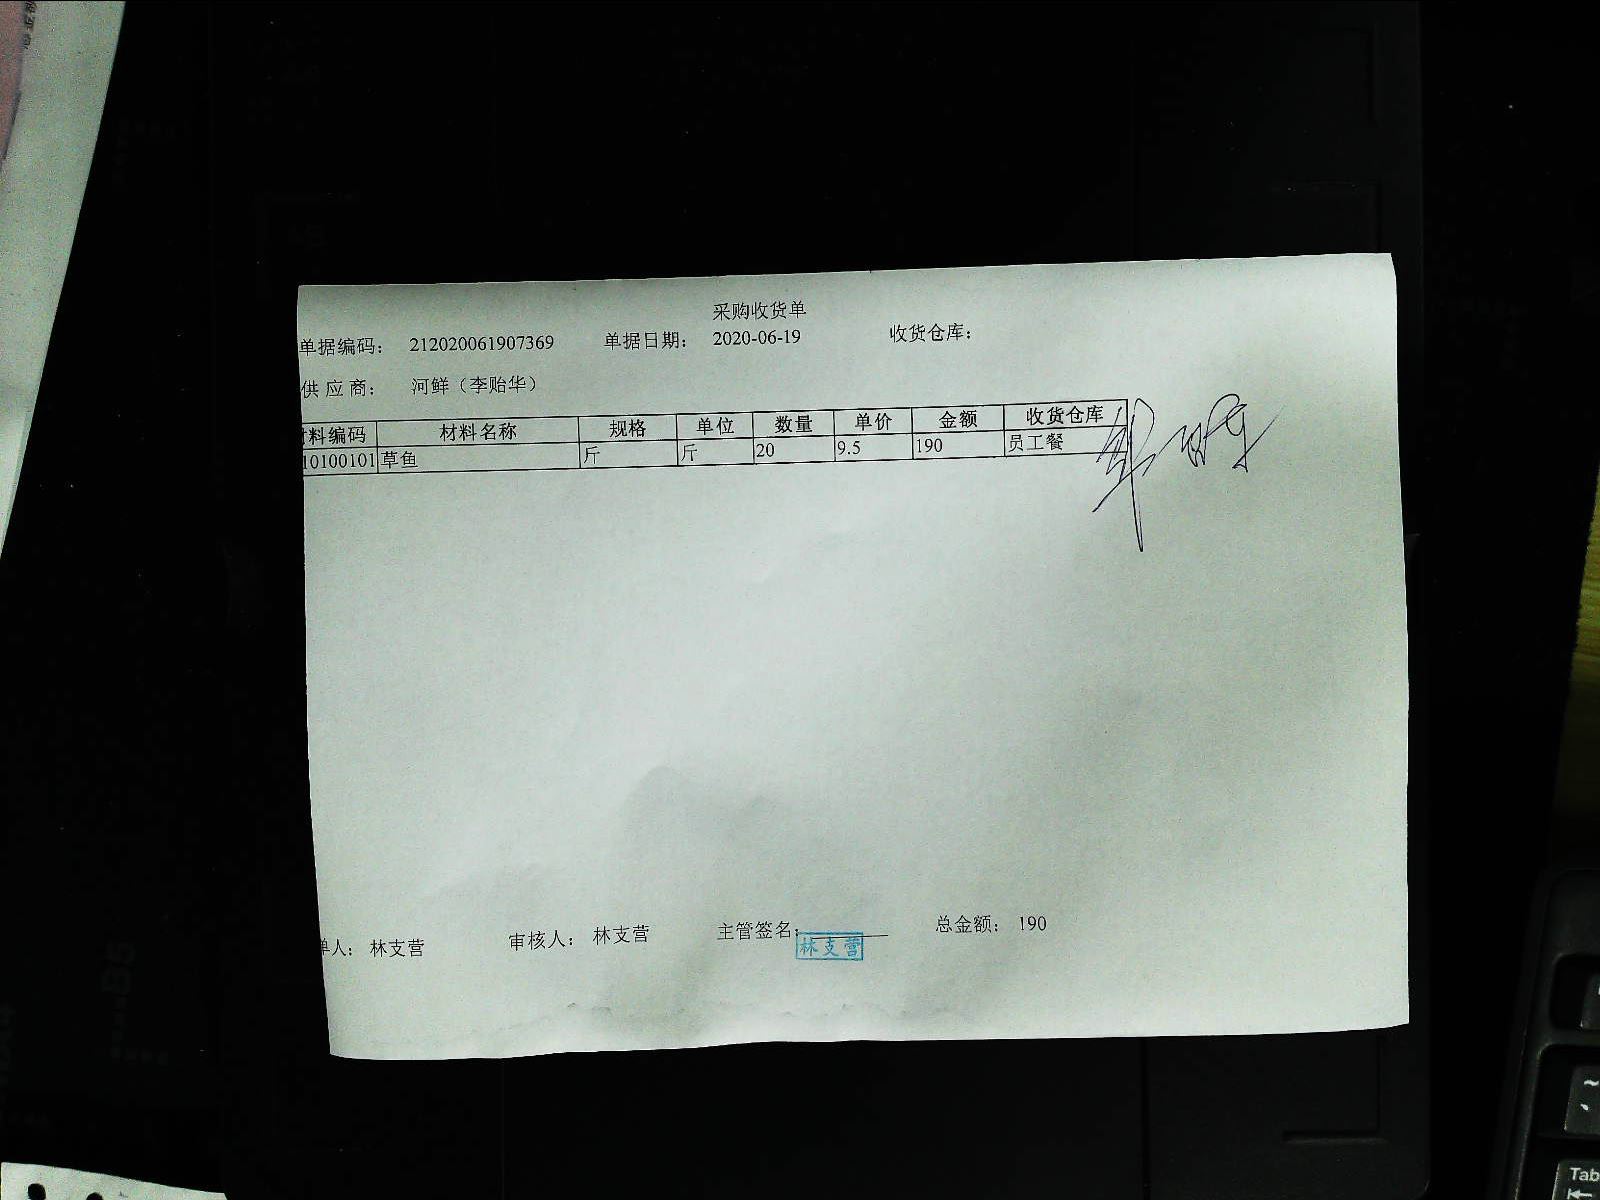 采购收货单
单据编码： 212020061907369 单据日期： 2020-06-19 收货仓库：
供 应 商： 河鲜（李贻华）
料编码 材料名称 规格 单位 数量 单价 金额 收货仓库
10100101 草鱼 斤 斤 20 9.5 190 员工餐
单人： 林支营 审核人： 林支营 主管签名： 总金额： 190
林支营
Tab